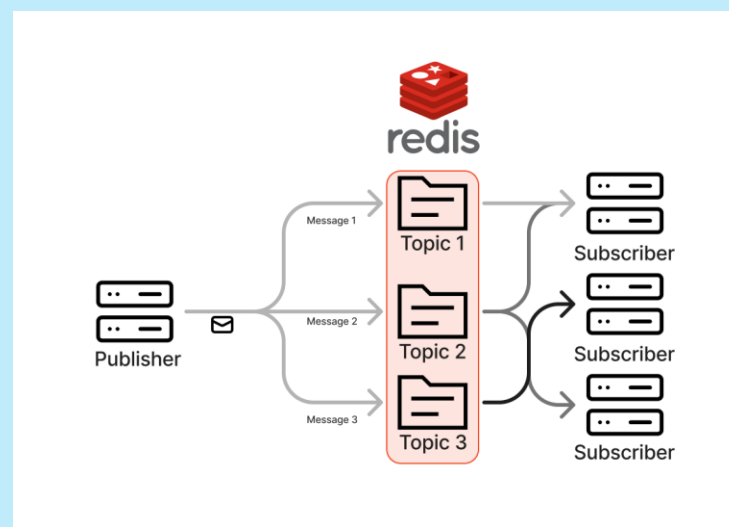 redis
Message 1
Topic 1
Subscriber
Publisher
Message 2
Topic 2
Subscriber
Message 3
Topic 3
Subscriber